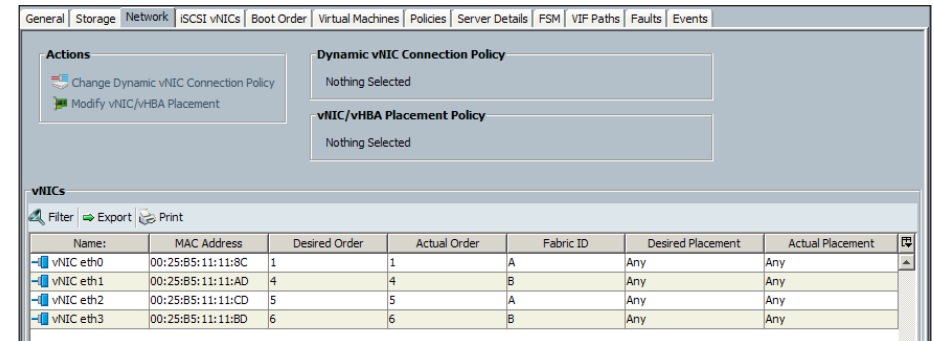 General Storage Network iSCSI vNICs Boot Order Virtual Machines Policies Server Details FSM VIF Paths Faults Events
Actions
Change Dynamic vNIC Connection Policy
Modify vNIC/vHBA Placement
Dynamic vNIC Connection Policy
Nothing Selected
vNIC/vHBA Placement Policy
Nothing Selected
vNICs
Filter Export Print
Name: MAC Address Desired Order Actual Order Fabric ID Desired Placement Actual Placement
vNIC eth0 00:25:B5:11:11:8C 1 1 A Any Any
vNIC eth1 00:25:B5:11:11:AD 4 4 B Any Any
vNIC eth2 00:25:B5:11:11:CD 5 5 A Any Any
vNIC eth3 00:25:B5:11:11:BD 6 6 B Any Any